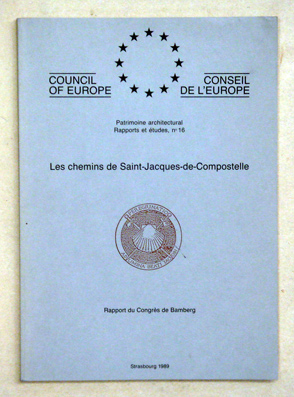 COUNCIL
OF EUROPE
CONSEIL
DE L'EUROPE
Patrimoine architectural
Rapports et études, nº 16
Les chemins de Saint-Jacques-de-Compostelle
Rapport du Congrès de Bamberg
Strasbourg 1989